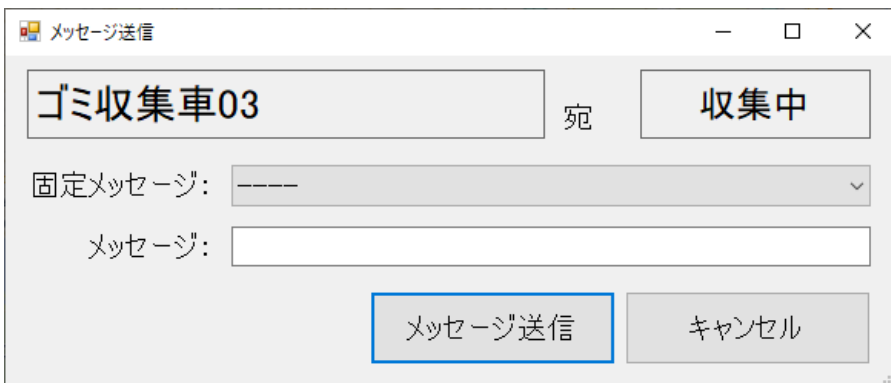 メッセージ送信
ゴミ収集車03 宛 収集中
固定メッセージ: ----
メッセージ:
メッセージ送信 キャンセル